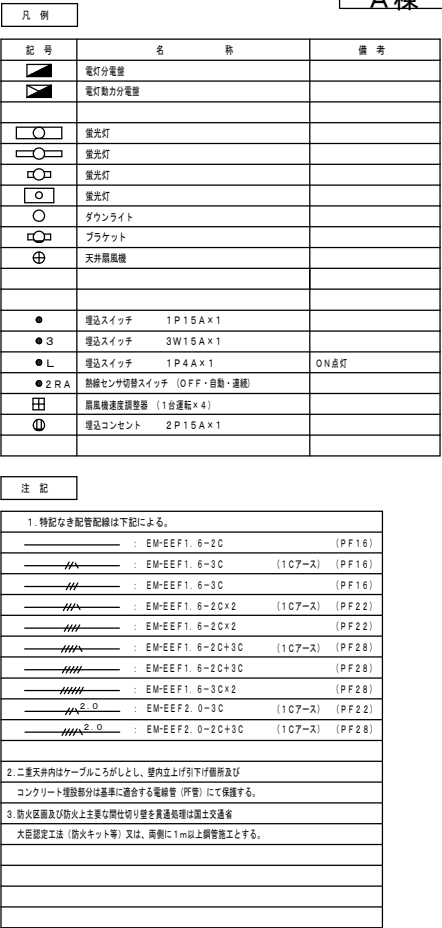 A棟
凡 例
記 号 名 称 備 考
電灯分電盤
電灯動力分電盤
蛍光灯
蛍光灯
蛍光灯
蛍光灯
ダウンライト
ブラケット
天井扇風機
埋込スイッチ 1P15A×1
3 埋込スイッチ 3W15A×1
L 埋込スイッチ 1P4A×1 ON点灯
2RA 熱線センサ切替スイッチ (OFF・自動・連続)
扇風機速度調整器 (1台運転×4)
埋込コンセント 2P15A×1
注 記
1.特記なき配管配線は下記による。
: EM-EEF1.6-2C (PF16)
: EM-EEF1.6-3C (1Cアース) (PF16)
: EM-EEF1.6-3C (PF16)
: EM-EEF1.6-2C×2 (1Cアース) (PF22)
: EM-EEF1.6-2C×2 (PF22)
: EM-EEF1.6-2C+3C (1Cアース) (PF28)
: EM-EEF1.6-2C+3C (PF28)
: EM-EEF1.6-3C×2 (PF28)
2.0 : EM-EEF2.0-3C (1Cアース) (PF22)
2.0 : EM-EEF2.0-2C+3C (1Cアース) (PF28)
2.二重天井内はケーブルころがしとし、壁内立上げ引下げ個所及び
コンクリート埋設部分は基準に適合する電線管(PF管)にて保護する。
3.防火区画及び防火上主要な間仕切り壁を貫通処理は国土交通省
大臣認定工法(防火キット等)又は、両側に1m以上鋼管施工とする。